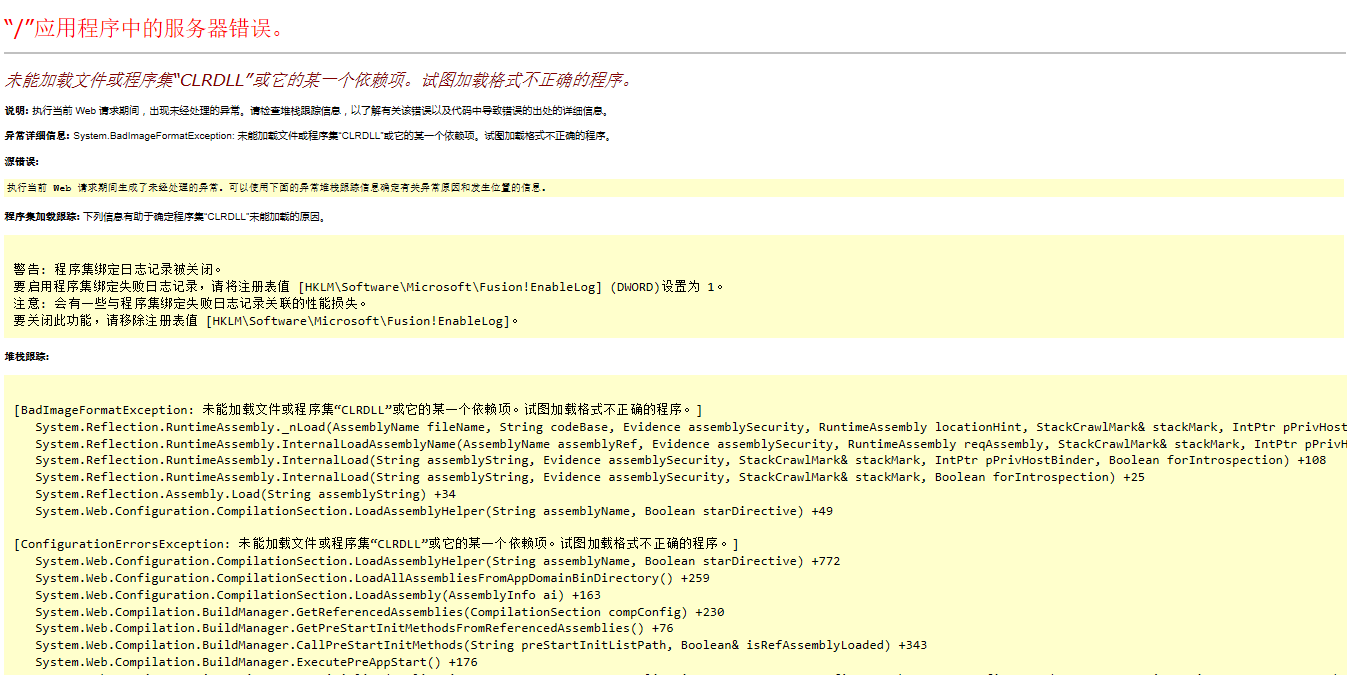 “/”应用程序中的服务器错误。
未能加载文件或程序集“CLRDLL”或它的某一个依赖项。试图加载格式不正确的程序。
说明: 执行当前 Web 请求期间，出现未经处理的异常。请检查堆栈跟踪信息，以了解有关该错误以及代码中导致错误的出处的详细信息。
异常详细信息: System.BadImageFormatException: 未能加载文件或程序集“CLRDLL”或它的某一个依赖项。试图加载格式不正确的程序。
源错误:
执行当前 Web 请求期间生成了未经处理的异常。可以使用下面的异常堆栈跟踪信息确定有关异常原因和发生位置的信息。
程序集加载跟踪: 下列信息有助于确定程序集“CLRDLL”未能加载的原因。
警告: 程序集绑定日志记录被关闭。
要启用程序集绑定失败日志记录，请将注册表值 [HKLM\Software\Microsoft\Fusion!EnableLog] (DWORD)设置为 1。
注意: 会有一些与程序集绑定失败日志记录关联的性能损失。
要关闭此功能，请移除注册表值 [HKLM\Software\Microsoft\Fusion!EnableLog]。
堆栈跟踪:
[BadImageFormatException: 未能加载文件或程序集“CLRDLL”或它的某一个依赖项。试图加载格式不正确的程序。]
System.Reflection.RuntimeAssembly._nLoad(AssemblyName fileName, String codeBase, Evidence assemblySecurity, RuntimeAssembly locationHint, StackCrawlMark& stackMark, IntPtr pPrivHost
System.Reflection.RuntimeAssembly.InternalLoadAssemblyName(AssemblyName assemblyRef, Evidence assemblySecurity, RuntimeAssembly reqAssembly, StackCrawlMark& stackMark, IntPtr pPrivH
System.Reflection.RuntimeAssembly.InternalLoad(String assemblyString, Evidence assemblySecurity, StackCrawlMark& stackMark, IntPtr pPrivHostBinder, Boolean forIntrospection) +108
System.Reflection.RuntimeAssembly.InternalLoad(String assemblyString, Evidence assemblySecurity, StackCrawlMark& stackMark, Boolean forIntrospection) +25
System.Reflection.Assembly.Load(String assemblyString) +34
System.Web.Configuration.CompilationSection.LoadAssemblyHelper(String assemblyName, Boolean starDirective) +49
[ConfigurationErrorsException: 未能加载文件或程序集“CLRDLL”或它的某一个依赖项。试图加载格式不正确的程序。]
System.Web.Configuration.CompilationSection.LoadAssemblyHelper(String assemblyName, Boolean starDirective) +772
System.Web.Configuration.CompilationSection.LoadAllAssembliesFromAppDomainBinDirectory() +259
System.Web.Configuration.CompilationSection.LoadAssembly(AssemblyInfo ai) +163
System.Web.Compilation.BuildManager.GetReferencedAssemblies(CompilationSection compConfig) +230
System.Web.Compilation.BuildManager.GetPreStartInitMethodsFromReferencedAssemblies() +76
System.Web.Compilation.BuildManager.CallPreStartInitMethods(String preStartInitListPath, Boolean& isRefAssemblyLoaded) +343
System.Web.Compilation.BuildManager.ExecutePreAppStart() +176